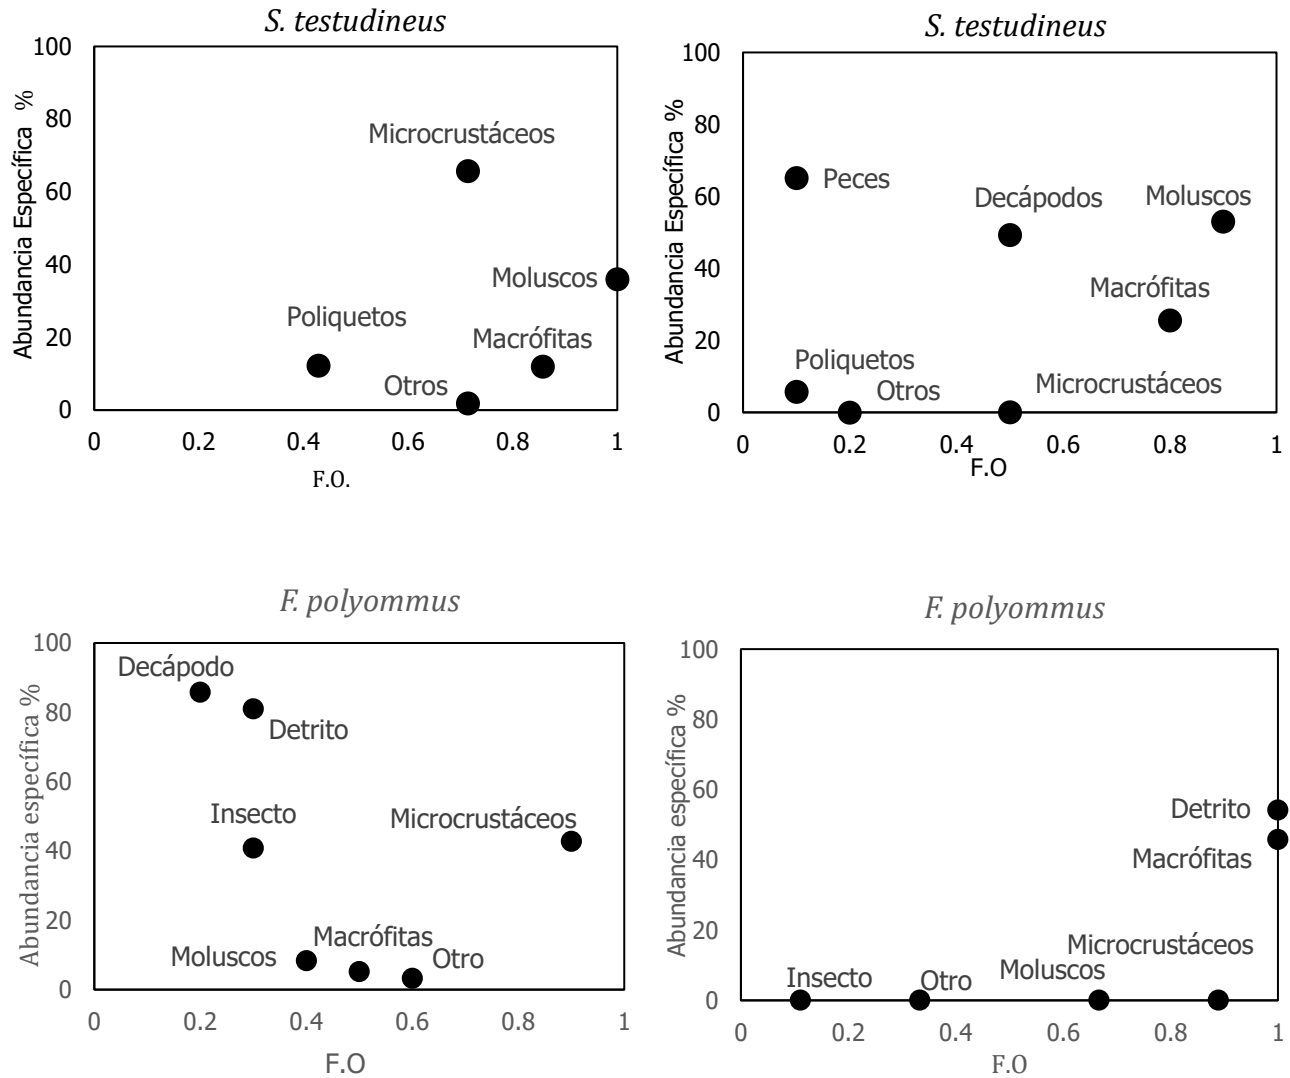 S. testudineus
Abundancia Específica %
100
80
60
40
20
0
Microcrustáceos
Moluscos
Poliquetos
Macrófitas
Otros
0 0.2 0.4 0.6 0.8 1
F.O.
S. testudineus
Abundancia Específica %
100
80
60
40
20
0
Peces
Decápodos
Moluscos
Macrófitas
Poliquetos
Otros
Microcrustáceos
0 0.2 0.4 0.6 0.8 1
F.O
F. polyommus
Abundancia específica %
100
80
60
40
20
0
Decápodo
Detrito
Insecto
Microcrustáceos
Moluscos
Macrófitas
Otro
0 0.2 0.4 0.6 0.8 1
F.O
F. polyommus
Abundancia específica %
100
80
60
40
20
0
Detrito
Macrófitas
Microcrustáceos
Moluscos
Insecto
Otro
0 0.2 0.4 0.6 0.8 1
F.O